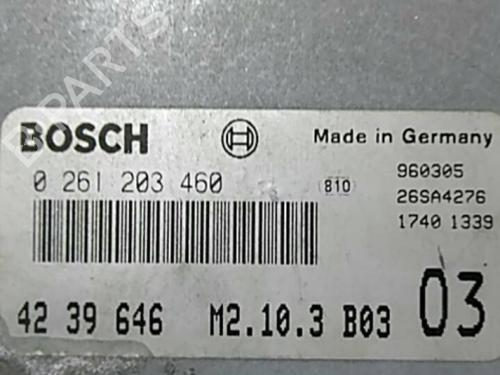 B-PARTS
BOSCH Made in Germany
0 261 203 460 810 960305
26SA4276
1740 1339
42 39 646 M2.10.3 B03 03